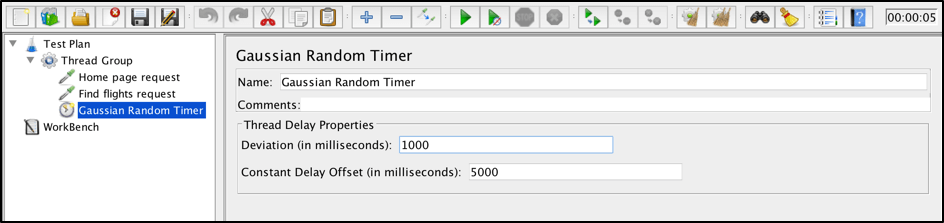 00:00:05
Test Plan
Thread Group
Home page request
Find flights request
Gaussian Random Timer
WorkBench
Gaussian Random Timer
Name: Gaussian Random Timer
Comments:
Thread Delay Properties
Deviation (in milliseconds): 1000
Constant Delay Offset (in milliseconds): 5000